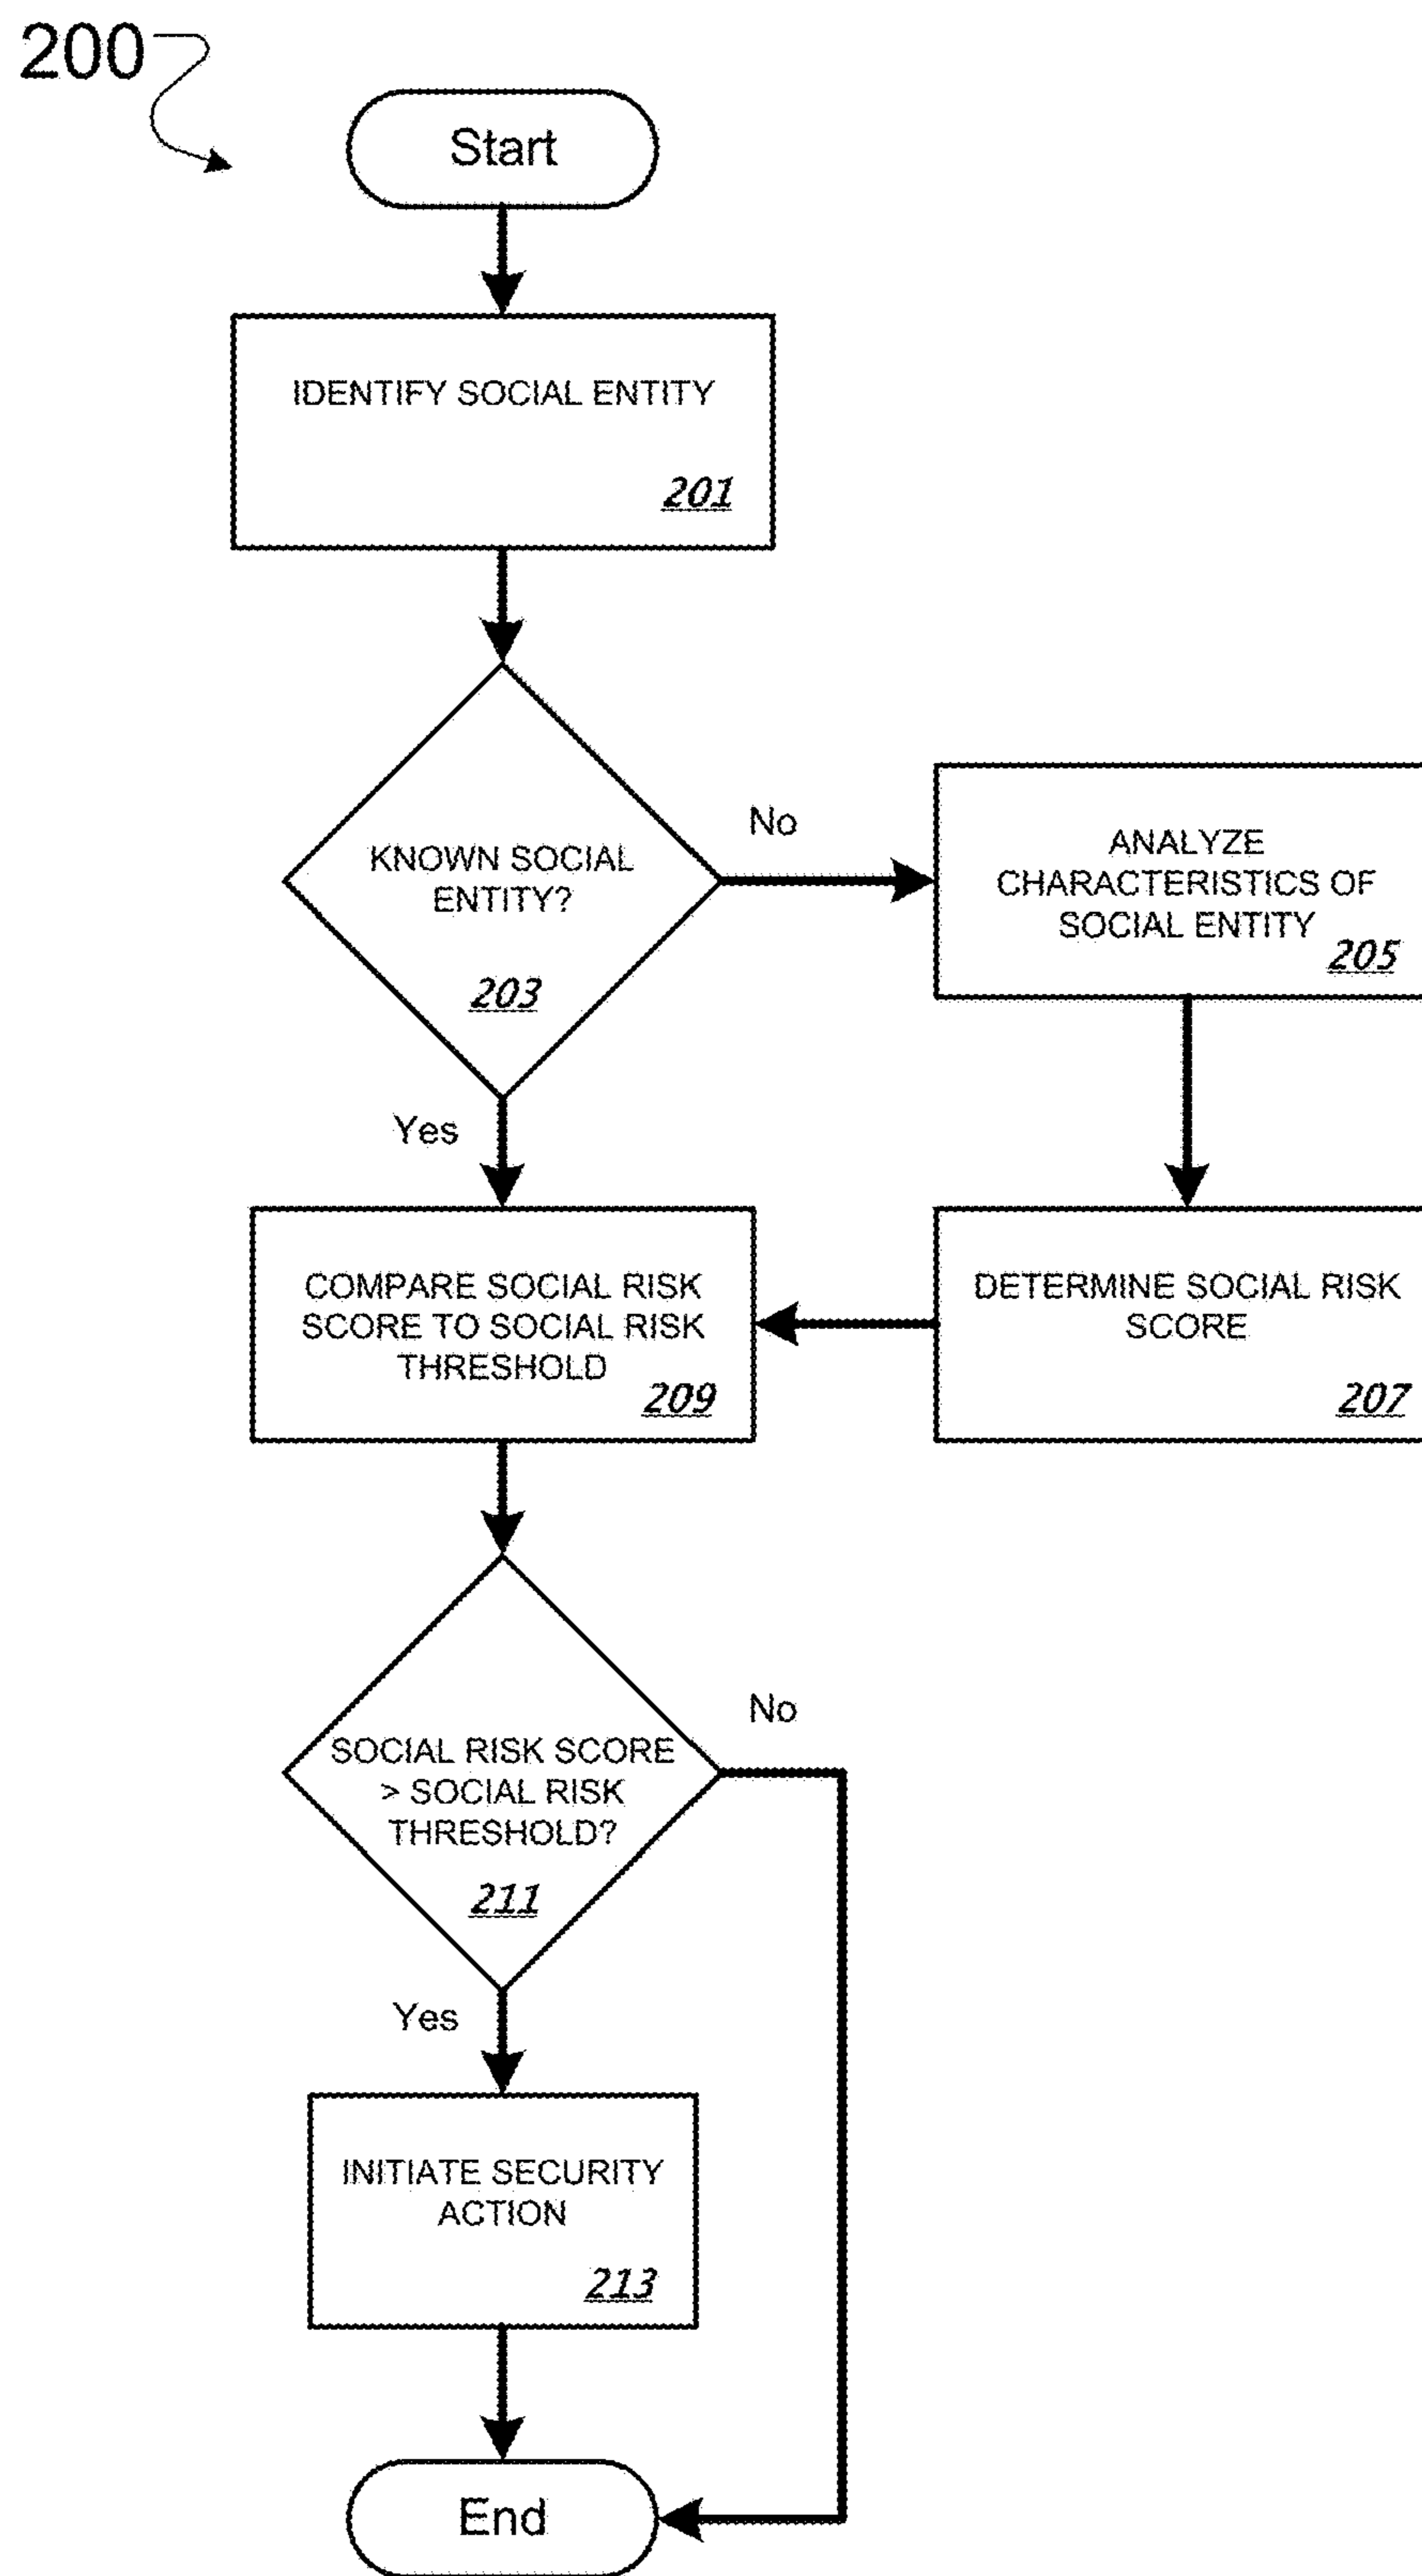 200
Start
IDENTIFY SOCIAL ENTITY
201
KNOWN SOCIAL
ENTITY?
203
No
ANALYZE
CHARACTERISTICS OF
SOCIAL ENTITY
205
Yes
COMPARE SOCIAL RISK
SCORE TO SOCIAL RISK
THRESHOLD
209
DETERMINE SOCIAL RISK
SCORE
207
SOCIAL RISK SCORE
> SOCIAL RISK
THRESHOLD?
211
No
Yes
INITIATE SECURITY
ACTION
213
End